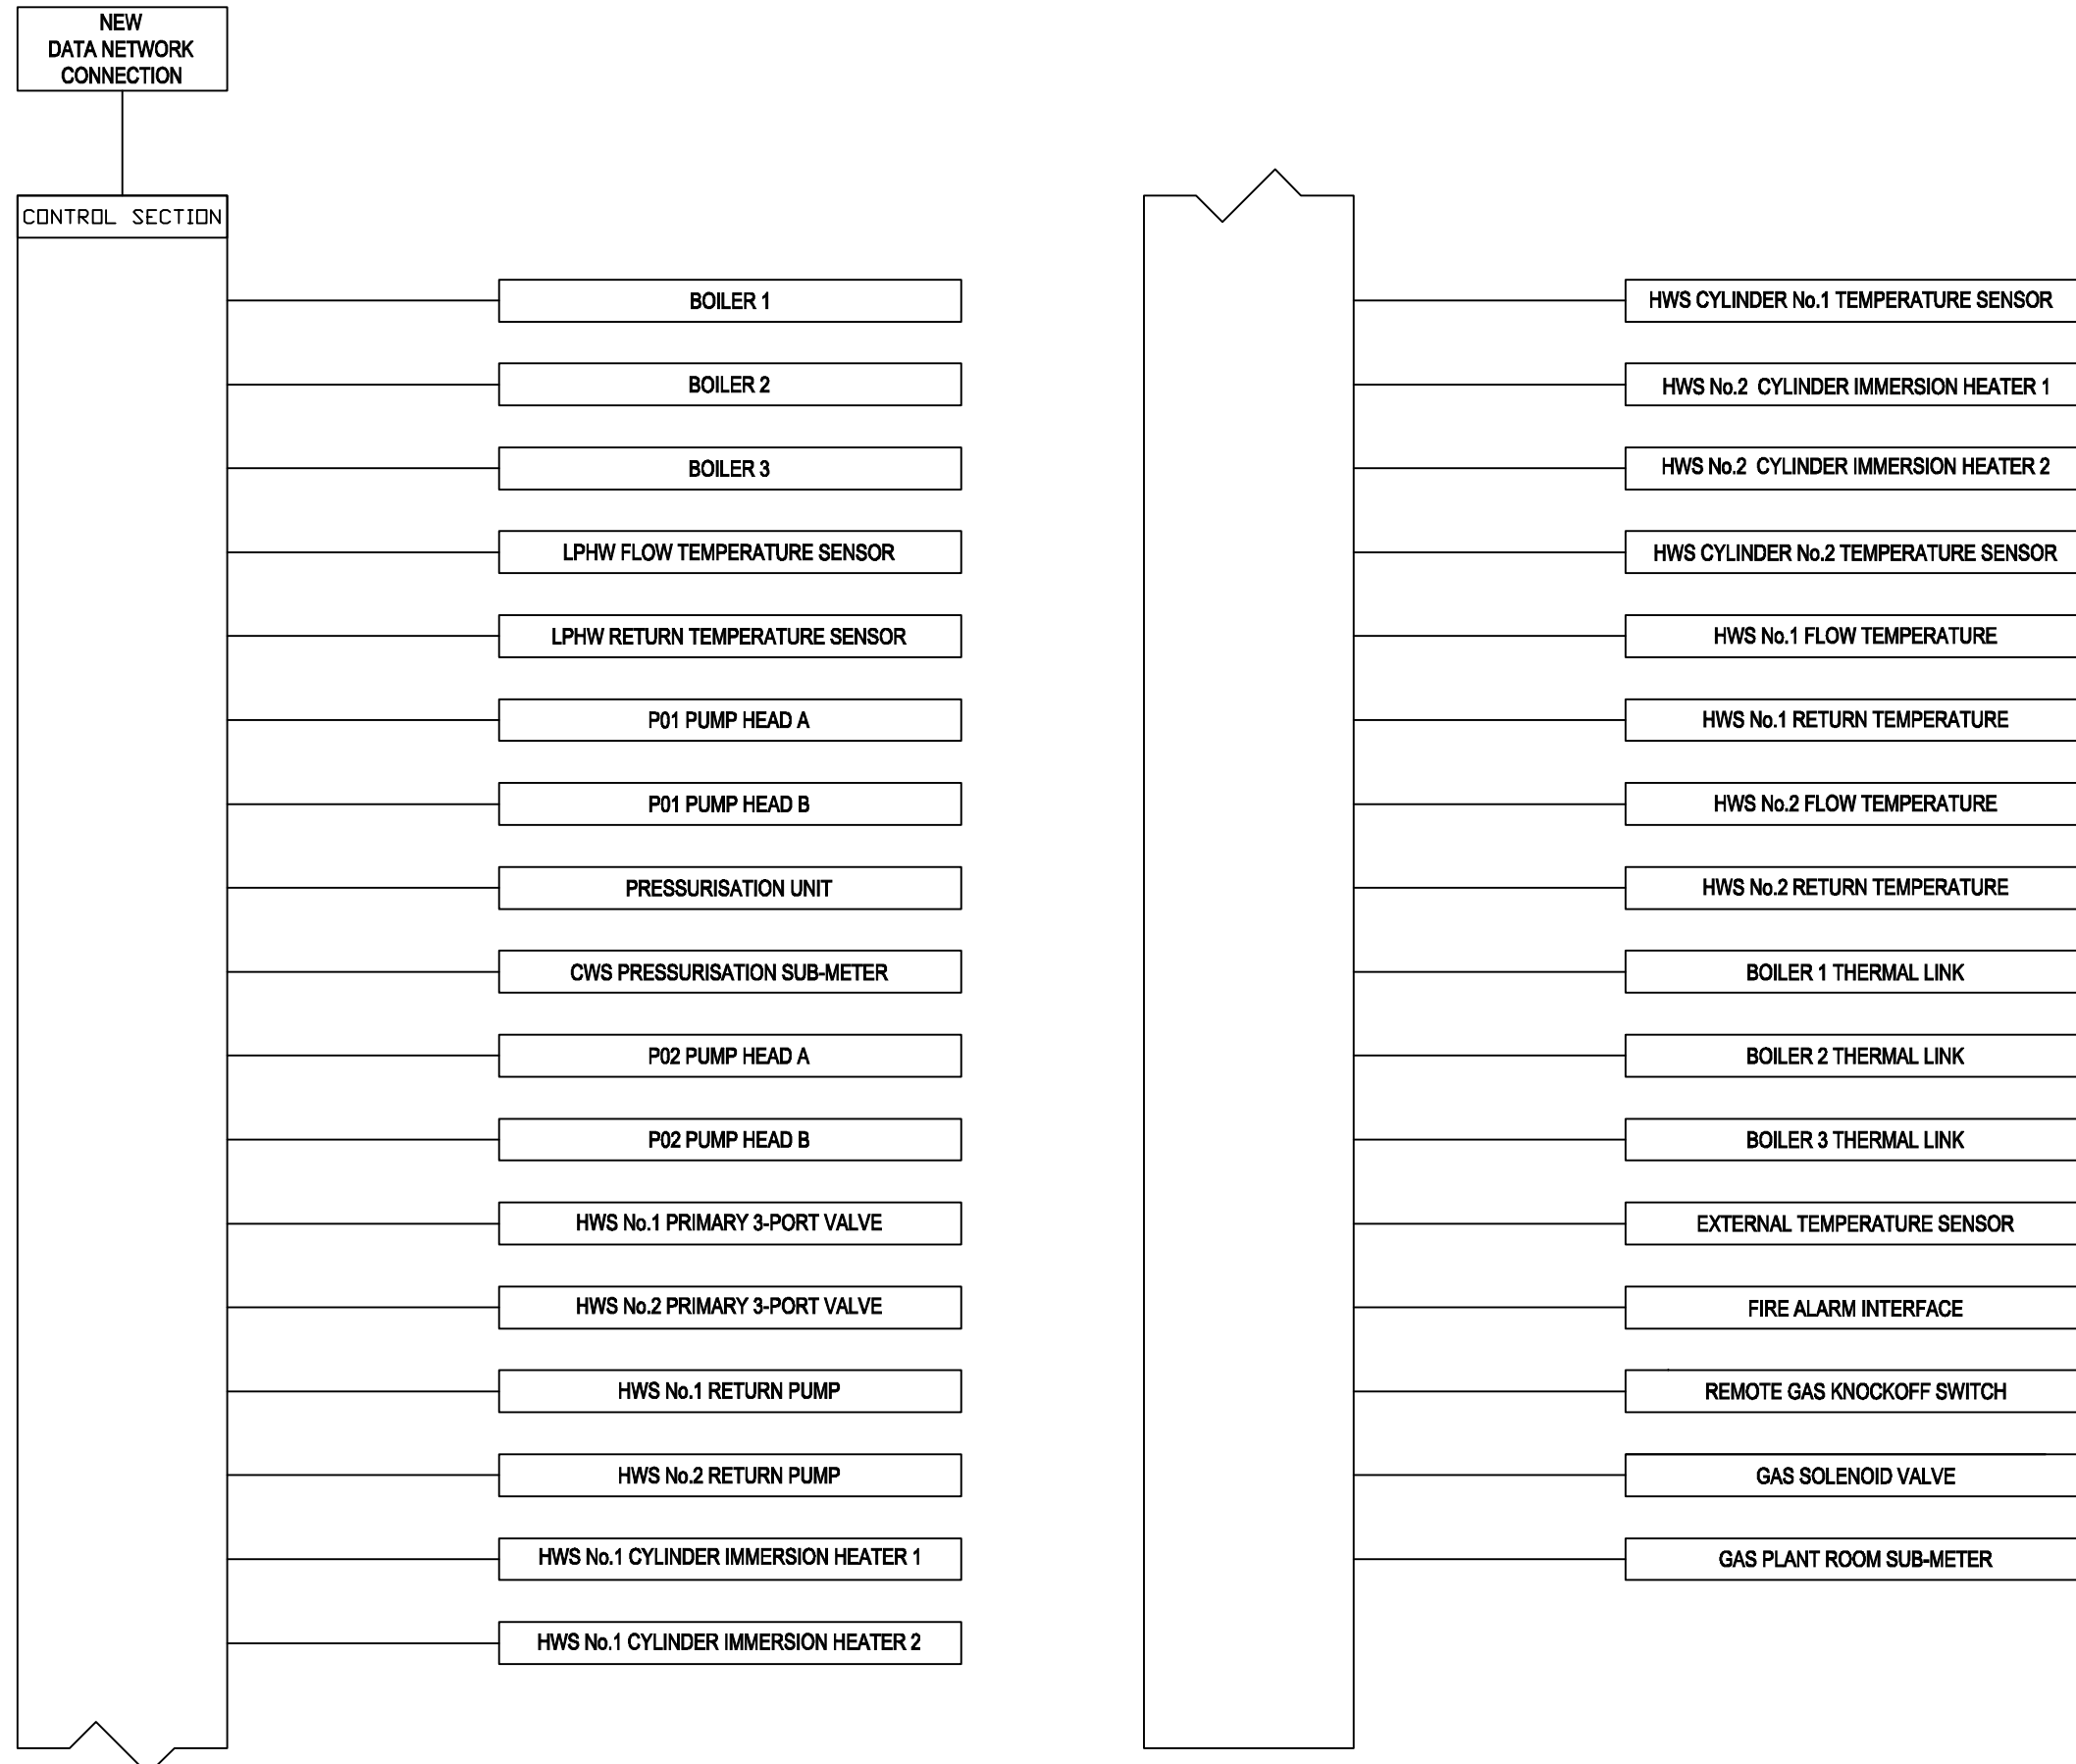 NEW
DATA NETWORK
CONNECTION
CONTROL SECTION
BOILER 1
BOILER 2
BOILER 3
LPHW FLOW TEMPERATURE SENSOR
LPHW RETURN TEMPERATURE SENSOR
P01 PUMP HEAD A
P01 PUMP HEAD B
PRESSURISATION UNIT
CWS PRESSURISATION SUB-METER
P02 PUMP HEAD A
P02 PUMP HEAD B
HWS No.1 PRIMARY 3-PORT VALVE
HWS No.2 PRIMARY 3-PORT VALVE
HWS No.1 RETURN PUMP
HWS No.2 RETURN PUMP
HWS No.1 CYLINDER IMMERSION HEATER 1
HWS No.1 CYLINDER IMMERSION HEATER 2
HWS CYLINDER No.1 TEMPERATURE SENSOR
HWS No.2 CYLINDER IMMERSION HEATER 1
HWS No.2 CYLINDER IMMERSION HEATER 2
HWS CYLINDER No.2 TEMPERATURE SENSOR
HWS No.1 FLOW TEMPERATURE
HWS No.1 RETURN TEMPERATURE
HWS No.2 FLOW TEMPERATURE
HWS No.2 RETURN TEMPERATURE
BOILER 1 THERMAL LINK
BOILER 2 THERMAL LINK
BOILER 3 THERMAL LINK
EXTERNAL TEMPERATURE SENSOR
FIRE ALARM INTERFACE
REMOTE GAS KNOCKOFF SWITCH
GAS SOLENOID VALVE
GAS PLANT ROOM SUB-METER